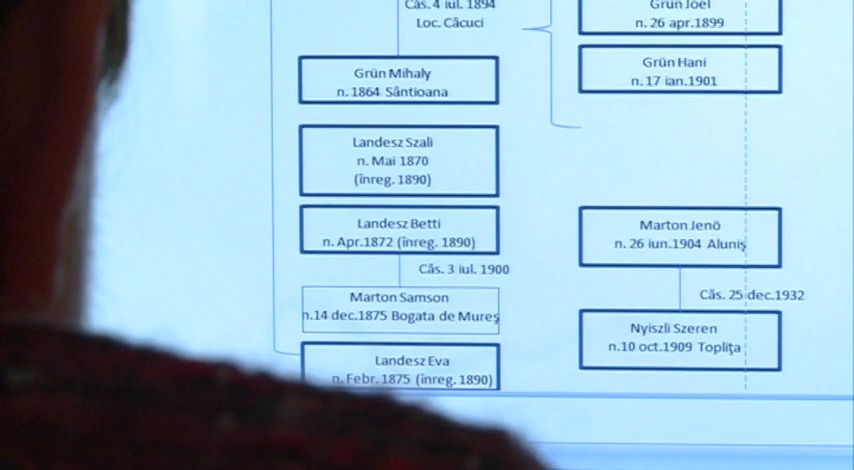 Căs. 4 iul. 1894
Loc. Căcuci
Grün Mihaly
n. 1864 Sântioana
Landesz Szali
n. Mai 1870
(înreg. 1890)
Landesz Betti
n. Apr.1872 (înreg. 1890)
Căs. 3 iul. 1900
Marton Samson
n.14 dec.1875 Bogata de Mureş
Landesz Eva
n. Febr. 1875 (înreg. 1890)
Grün Joel
n. 26 apr.1899
Grün Hani
n. 17 ian.1901
Marton Jenö
n. 26 iun.1904 Aluniş
Căs. 25 dec.1932
Nyiszli Szeren
n.10 oct.1909 Topliţa